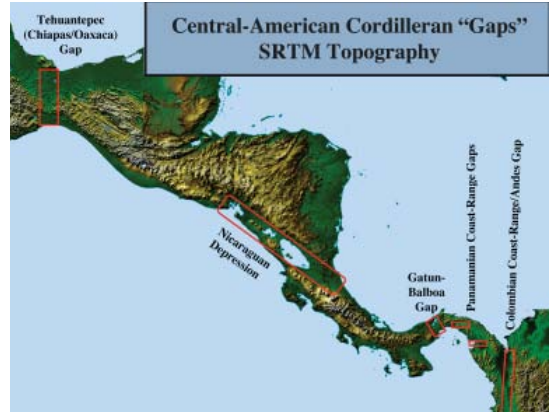 Central-American Cordilleran “Gaps”
SRTM Topography
Tehuantepec
(Chiapas/Oaxaca)
Gap
Nicaraguan
Depression
Gatun-
Balboa
Gap
Panamanian Coast-Range Gaps
Colombian Coast-Range/Andes Gap